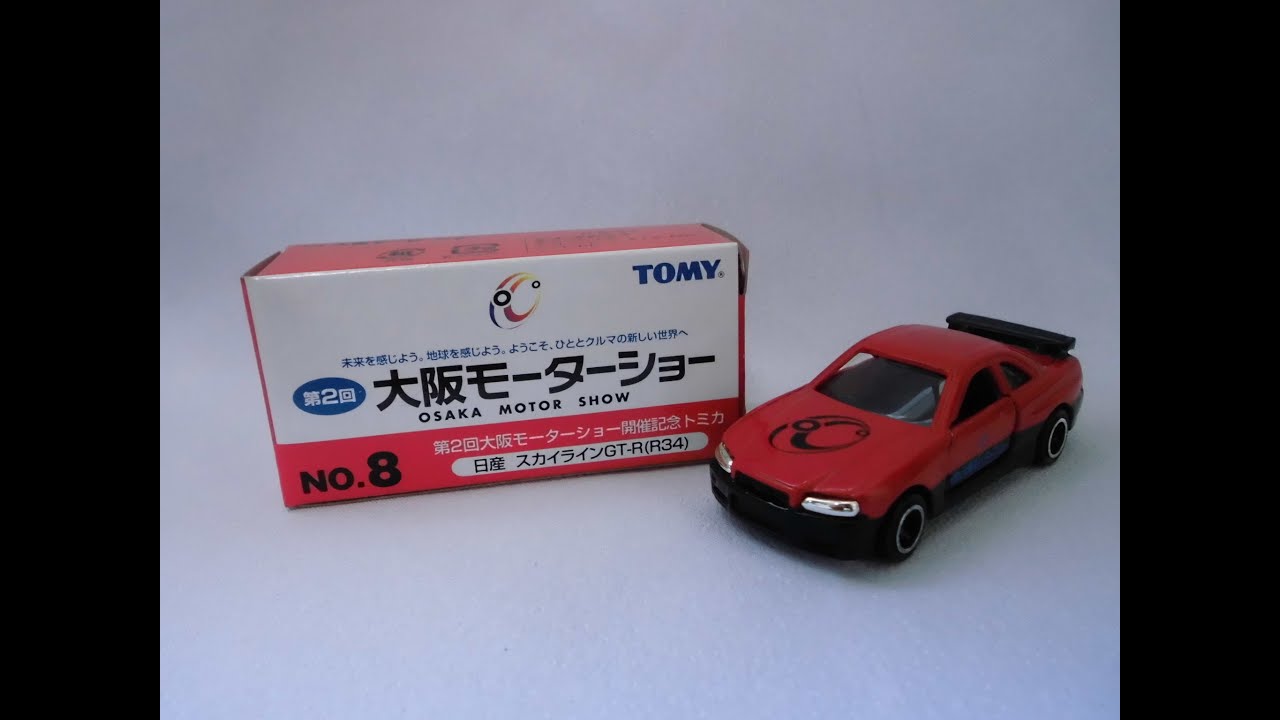 TOMY
未来を感じよう。地球を感じよう。ようこそ、ひととクルマの新しい世界へ
第2回 大阪モーターショー
OSAKA MOTOR SHOW
第2回大阪モーターショー開催記念トミカ
NO.8 日産 スカイラインGT-R(R34)